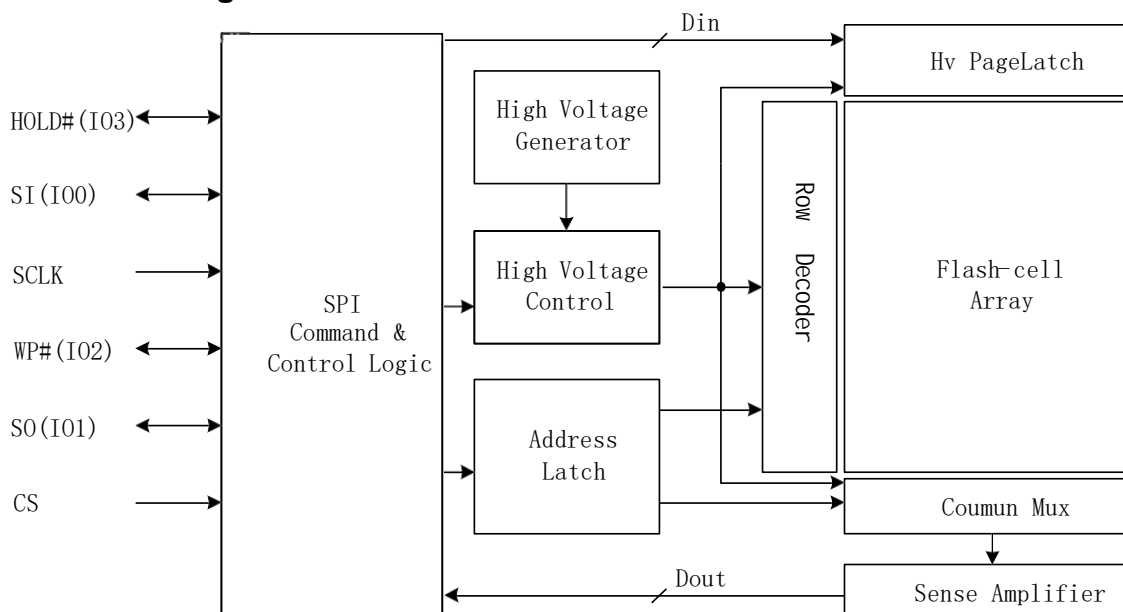 Din
Hv PageLatch
High Voltage
Generator
HOLD#(IO3)
SI(IO0)
SCLK
WP#(IO2)
SO(IO1)
CS
SPI
Command &
Control Logic
High Voltage
Control
Row Decoder
Flash-cell
Array
Address
Latch
Coumun Mux
Dout
Sense Amplifier